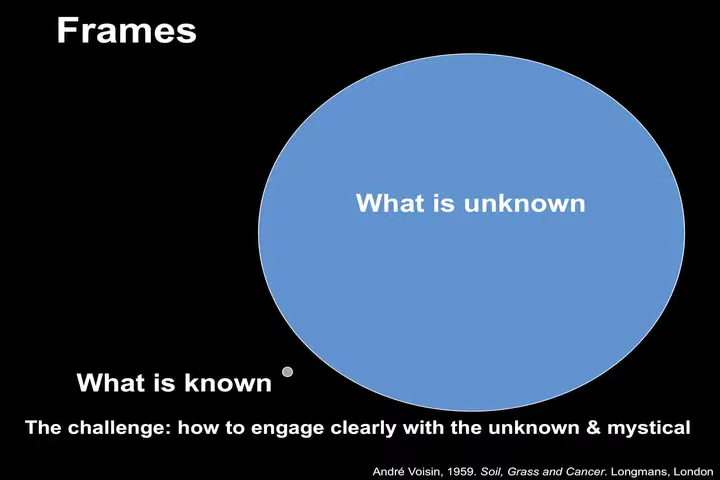 Frames
What is unknown
What is known
The challenge: how to engage clearly with the unknown & mystical
André Voisin, 1959. Soil, Grass and Cancer. Longmans, London